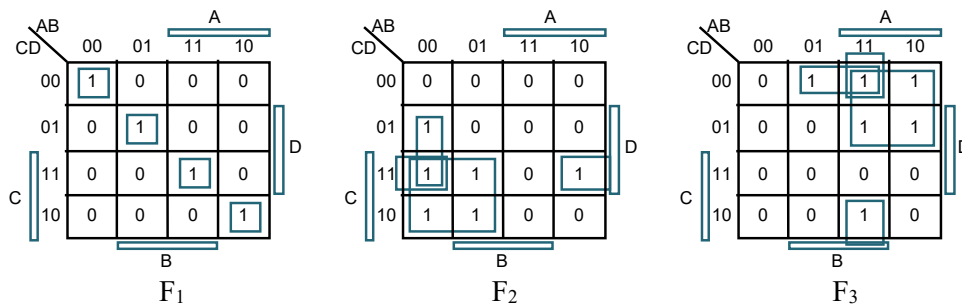 A A A
AB AB AB
CD 00 01 11 10 CD 00 01 11 10 CD 00 01 11 10
00 1 0 0 0 00 0 0 0 0 00 0 1 1 1
01 0 1 0 0 01 1 0 0 0 01 0 0 1 1
D D D
11 0 0 1 0 11 1 1 0 1 11 0 0 0 0
C C C
10 0 0 0 1 10 1 1 0 0 10 0 0 1 0
B B B
F1 F2 F3